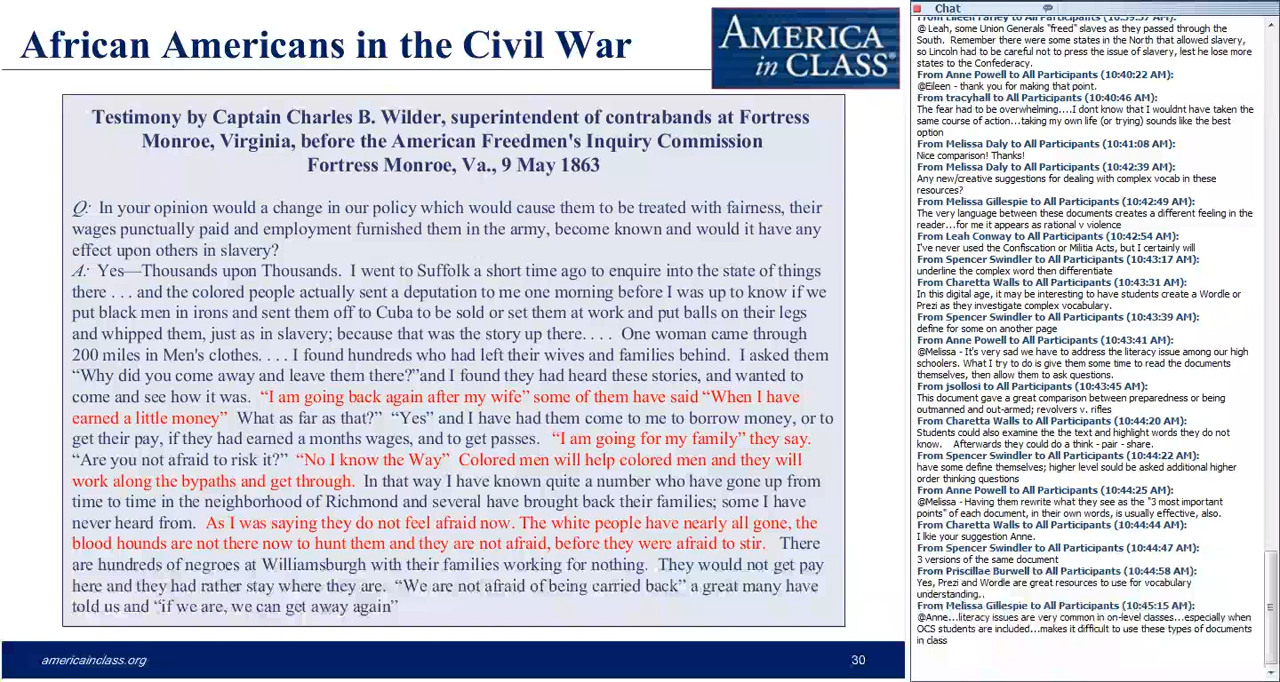 African Americans in the Civil War
AMERICA
in CLASS
Testimony by Captain Charles B. Wilder, superintendent of contrabands at Fortress
Monroe, Virginia, before the American Freedmen's Inquiry Commission
Fortress Monroe, Va., 9 May 1863
Q: In your opinion would a change in our policy which would cause them to be treated with fairness, their
wages punctually paid and employment furnished them in the army, become known and would it have any
effect upon others in slavery?
A: Yes—Thousands upon Thousands. I went to Suffolk a short time ago to enquire into the state of things
there . . . and the colored people actually sent a deputation to me one morning before I was up to know if we
put black men in irons and sent them off to Cuba to be sold or set them at work and put balls on their legs
and whipped them, just as in slavery; because that was the story up there. . . . One woman came through
200 miles in Men's clothes. . . . I found hundreds who had left their wives and families behind. I asked them
“Why did you come away and leave them there?”and I found they had heard these stories, and wanted to
come and see how it was. “I am going back again after my wife” some of them have said “When I have
earned a little money” What as far as that?” “Yes” and I have had them come to me to borrow money, or to
get their pay, if they had earned a months wages, and to get passes. “I am going for my family” they say.
“Are you not afraid to risk it?” “No I know the Way” Colored men will help colored men and they will
work along the bypaths and get through. In that way I have known quite a number who have gone up from
time to time in the neighborhood of Richmond and several have brought back their families; some I have
never heard from. As I was saying they do not feel afraid now. The white people have nearly all gone, the
blood hounds are not there now to hunt them and they are not afraid, before they were afraid to stir. There
are hundreds of negroes at Williamsburgh with their families working for nothing. They would not get pay
here and they had rather stay where they are. “We are not afraid of being carried back” a great many have
told us and “if we are, we can get away again”
americainclass.org
30
Chat
From Eileen Farley to All Participants (10:39:37 AM):
@ Leah, some Union Generals "freed" slaves as they passed through the
South. Remember there were some states in the North that allowed slavery,
so Lincoln had to be careful not to press the issue of slavery, lest he lose more
states to the Confederacy.
From Anne Powell to All Participants (10:40:22 AM):
@Eileen - thank you for making that point.
From tracyhall to All Participants (10:40:46 AM):
The fear had to be overwhelming....I dont know that I wouldnt have taken the
same course of action...taking my own life (or trying) sounds like the best
option
From Melissa Daly to All Participants (10:41:08 AM):
Nice comparison! Thanks!
From Melissa Daly to All Participants (10:42:39 AM):
Any new/creative suggestions for dealing with complex vocab in these
resources?
From Melissa Gillespie to All Participants (10:42:49 AM):
The very language between these documents creates a different feeling in the
reader...for me it appears as rational v violence
From Leah Conway to All Participants (10:42:54 AM):
I've never used the Confiscation or Militia Acts, but I certainly will
From Spencer Swindler to All Participants (10:43:17 AM):
underline the complex word then differentiate
From Charetta Walls to All Participants (10:43:31 AM):
In this digital age, it may be interesting to have students create a Wordle or
Prezi as they investigate complex vocabulary.
From Spencer Swindler to All Participants (10:43:39 AM):
define for some on another page
From Anne Powell to All Participants (10:43:41 AM):
@Melissa - It's very sad we have to address the literacy issue among our high
schoolers. What I try to do is give them some time to read the documents
themselves, then allow them to ask questions.
From jsollosi to All Participants (10:43:45 AM):
This document gave a great comparison between preparedness or being
outmanned and out-armed; revolvers v. rifles
From Charetta Walls to All Participants (10:44:20 AM):
Students could also examine the the text and highlight words they do not
know. Afterwards they could do a think - pair - share.
From Spencer Swindler to All Participants (10:44:22 AM):
have some define themselves; higher level sould be asked additional higher
order thinking questions
From Anne Powell to All Participants (10:44:25 AM):
@Melissa - Having them rewrite what they see as the "3 most important
points" of each document, in their own words, is usually effective, also.
From Charetta Walls to All Participants (10:44:44 AM):
I lkie your suggestion Anne.
From Spencer Swindler to All Participants (10:44:47 AM):
3 versions of the same document
From Priscillae Burwell to All Participants (10:44:58 AM):
Yes, Prezi and Wordle are great resources to use for vocabulary
understanding..
From Melissa Gillespie to All Participants (10:45:15 AM):
@Anne...literacy issues are very common in on-level classes...especially when
OCS students are included...makes it difficult to use these types of documents
in class